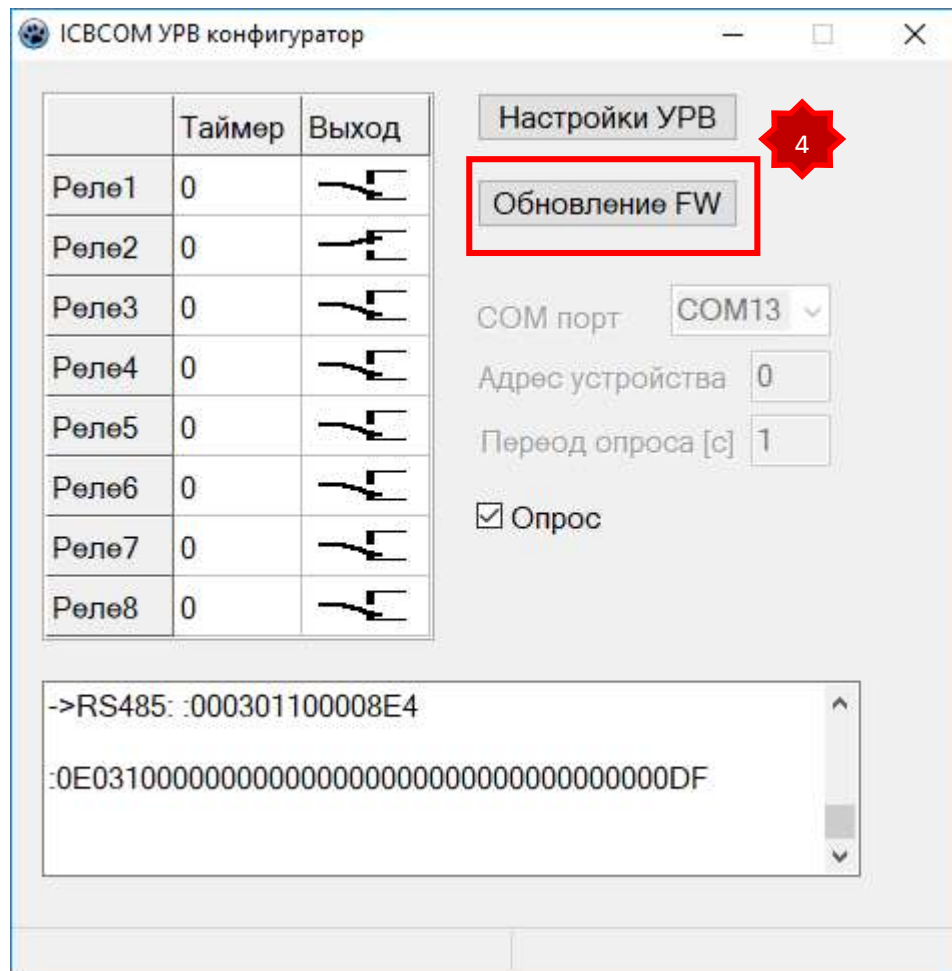 ICBCOM УРВ конфигуратор
Таймер Выход
Реле1 0
Реле2 0
Реле3 0
Реле4 0
Реле5 0
Реле6 0
Реле7 0
Реле8 0
Настройки УРВ
4
Обновление FW
COM порт COM13
Адрес устройства 0
Переод опроса [с] 1
Опрос
->RS485: :000301100008E4
:0E031000000000000000000000000000000000DF